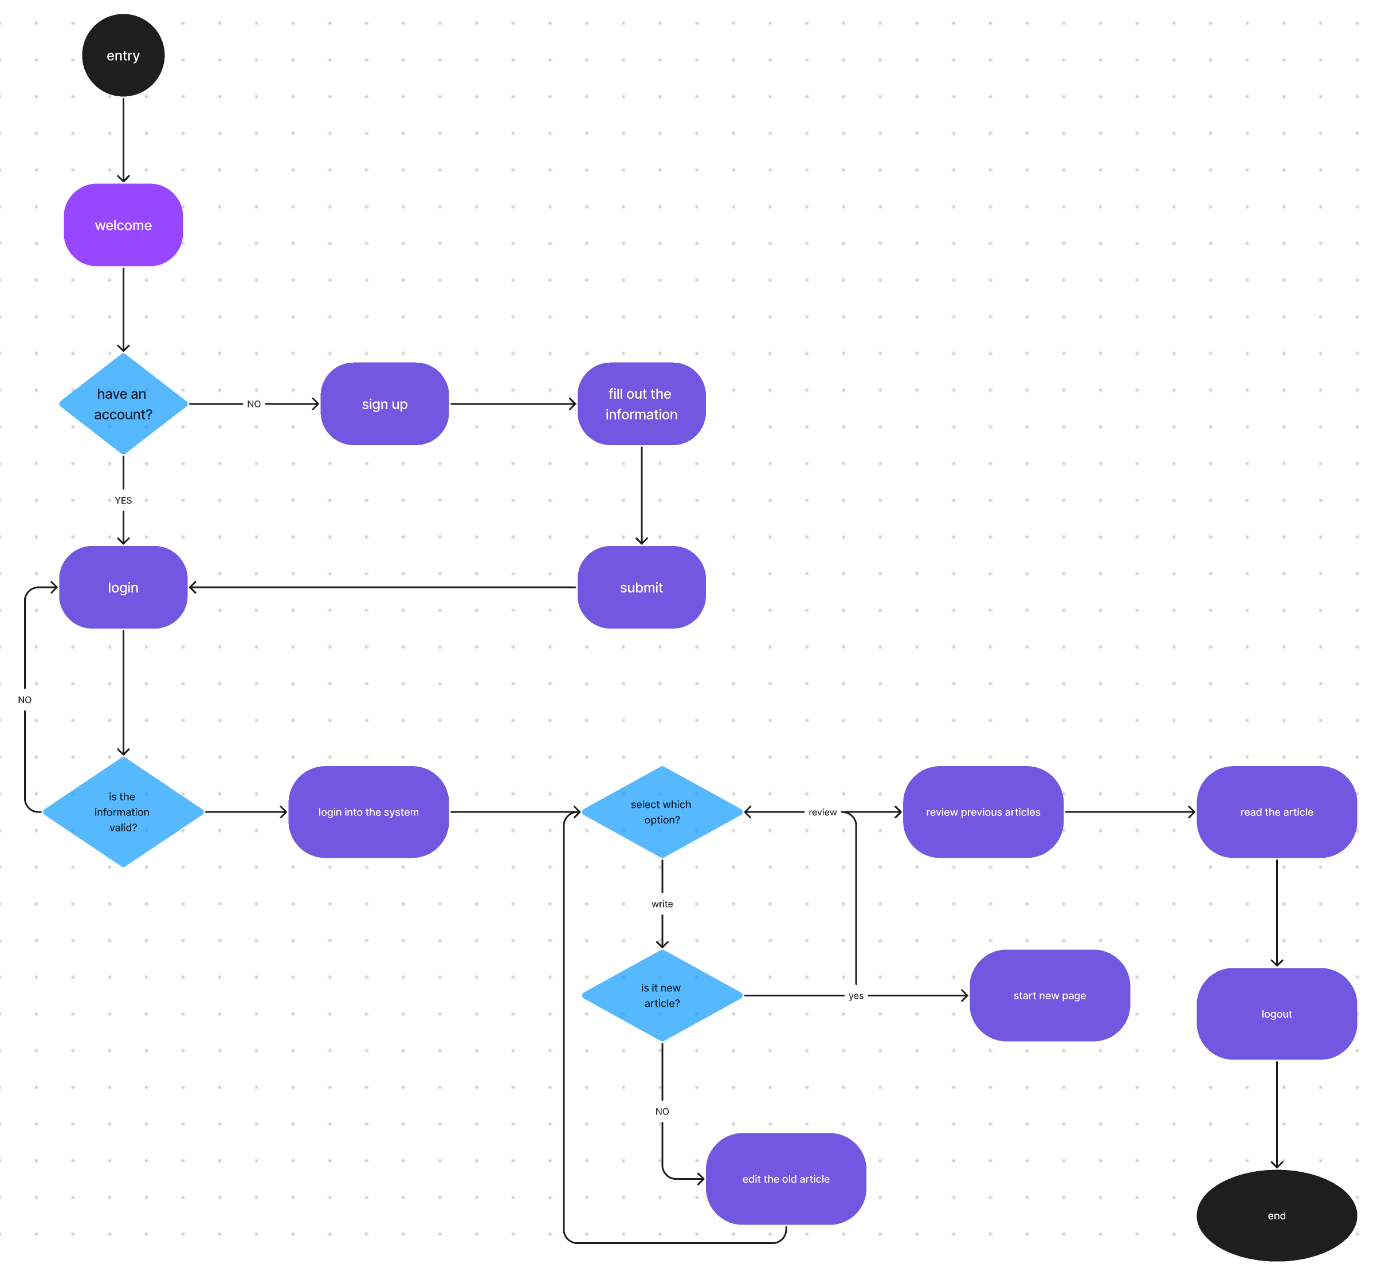 entry
welcome
have an
account?
NO
sign up
fill out the
information
YES
login
submit
NO
is the
information
valid?
login into the system
select which
option?
review
review previous articles
read the article
write
is it new
article?
yes
start new page
logout
NO
edit the old article
end